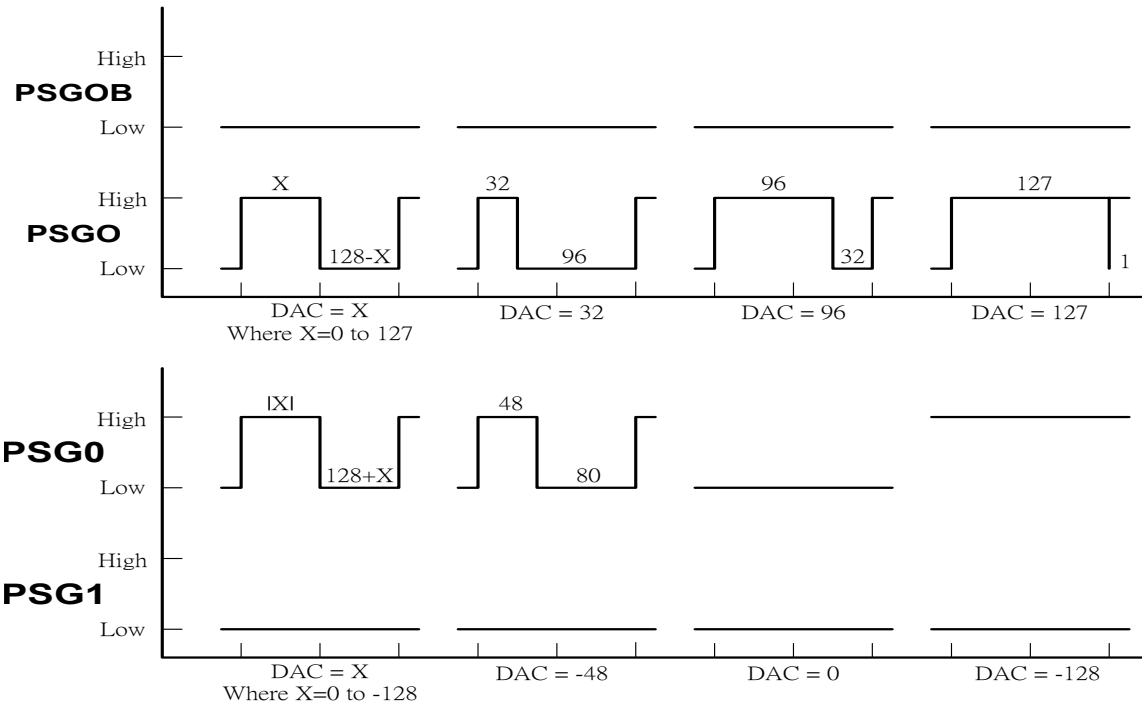 High
PSGOB
Low
X 32 96 127
High
PSGO
128-X 96 32 1
Low
DAC = X DAC = 32 DAC = 96 DAC = 127
Where X=0 to 127
|X| 48
High
PSG0
128+X 80
Low
High
PSG1
Low
DAC = X DAC = -48 DAC = 0 DAC = -128
Where X=0 to -128